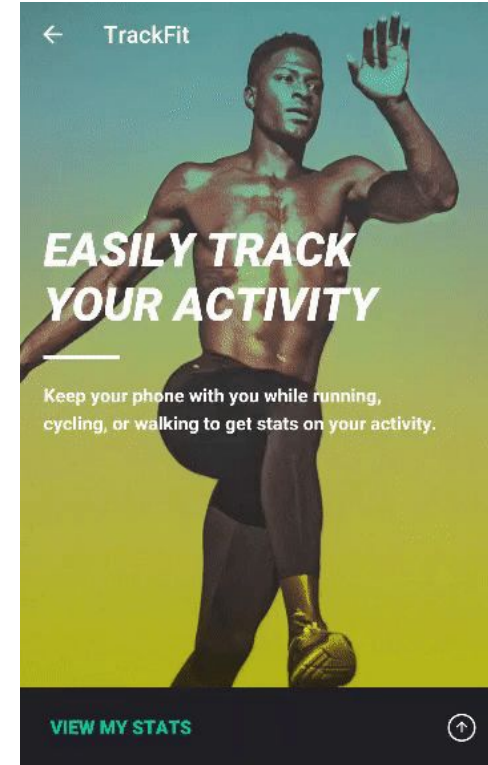 TrackFit
EASILY TRACK
YOUR ACTIVITY
Keep your phone with you while running,
cycling, or walking to get stats on your activity.
VIEW MY STATS